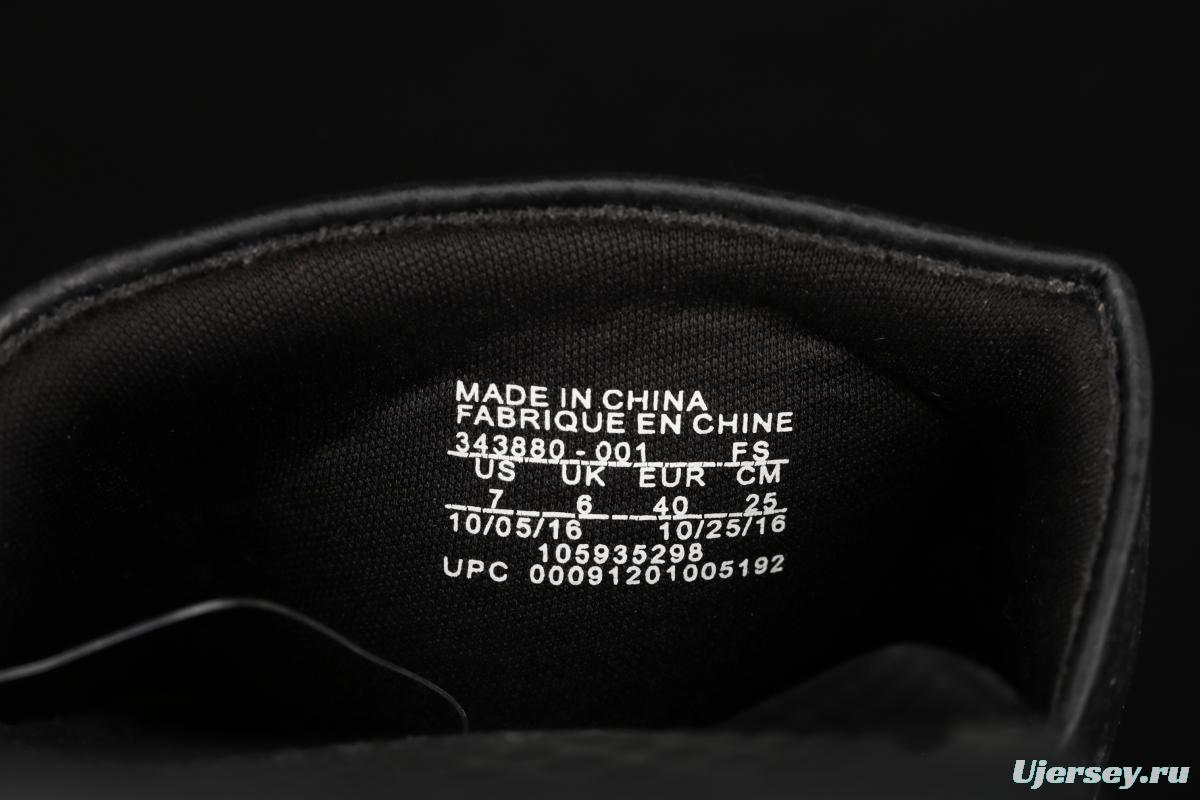 MADE IN CHINA
FABRIQUE EN CHINE
343880-001 FS
US UK EUR CM
7 6 40 25
10/05/16 10/25/16
105935298
UPC 00091201005192
Ujersey.ru